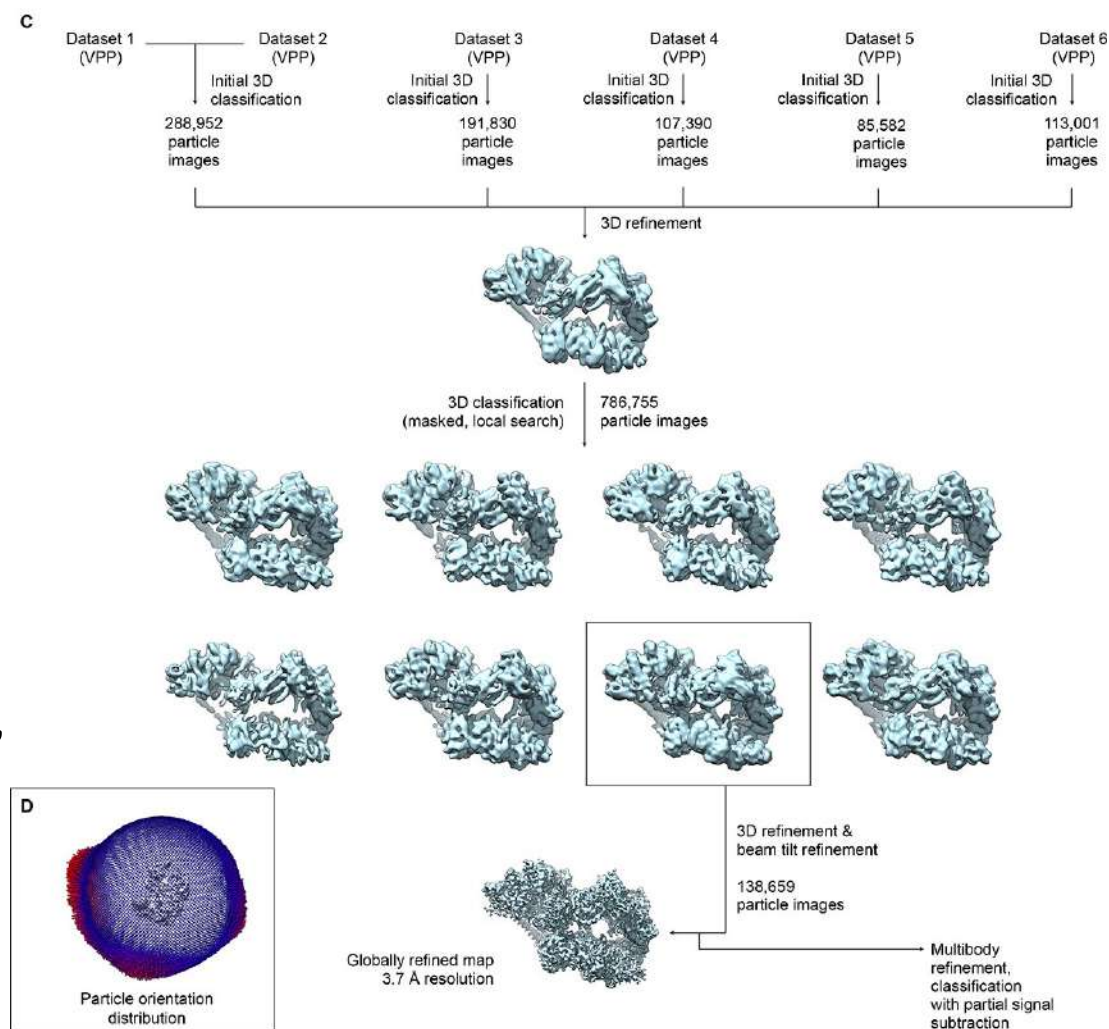 C
Dataset 1
(VPP)
Dataset 2
(VPP)
Dataset 3
(VPP)
Dataset 4
(VPP)
Dataset 5
(VPP)
Dataset 6
(VPP)
Initial 3D
classification
Initial 3D
classification
Initial 3D
classification
Initial 3D
classification
Initial 3D
classification
288,952
particle
images
191,830
particle
images
107,390
particle
images
85,582
particle
images
113,001
particle
images
3D refinement
3D classification
(masked, local search)
786,755
particle images
D
Particle orientation
distribution
3D refinement &
beam tilt refinement
138,659
particle images
Globally refined map
3.7 Å resolution
Multibody
refinement,
classification
with partial signal
subtraction